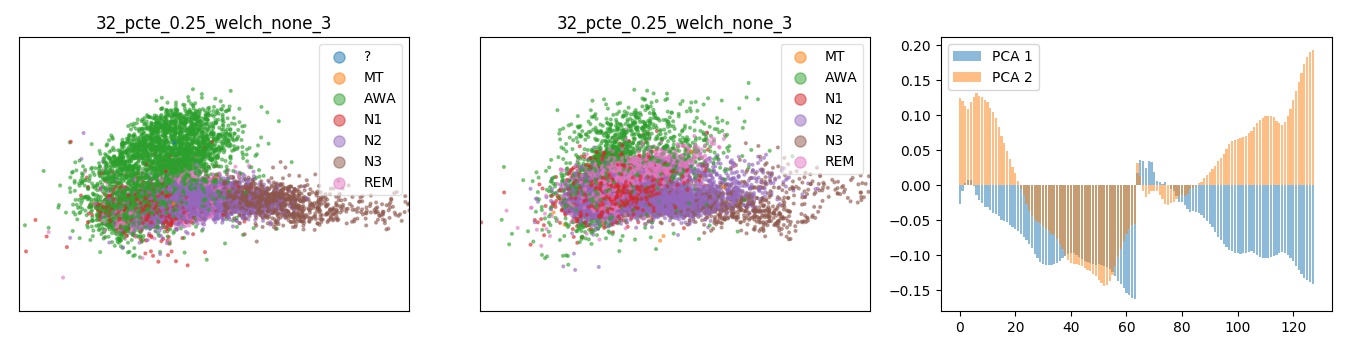 32_pcte_0.25_welch_none_3
?
MT
AWA
N1
N2
N3
REM
32_pcte_0.25_welch_none_3
MT
AWA
N1
N2
N3
REM
PCA 1
PCA 2
0.20
0.15
0.10
0.05
0.00
−0.05
−0.10
−0.15
0 20 40 60 80 100 120